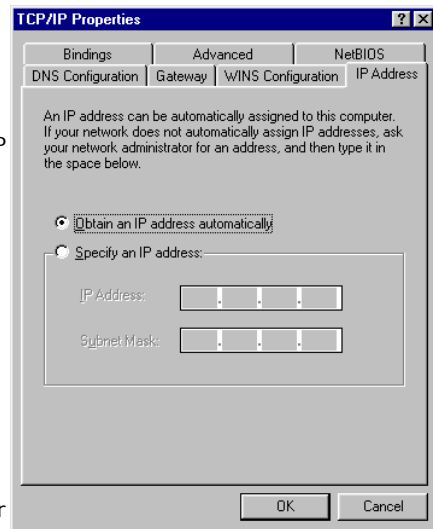 TCP/IP Properties
? X
Bindings Advanced NetBIOS
DNS Configuration Gateway WINS Configuration IP Address
An IP address can be automatically assigned to this computer.
If your network does not automatically assign IP addresses, ask
your network administrator for an address, and then type it in
the space below.
P
Obtain an IP address automatically
Specify an IP address:
IP Address:
. . .
Subnet Mask:
. . .
r
OK Cancel